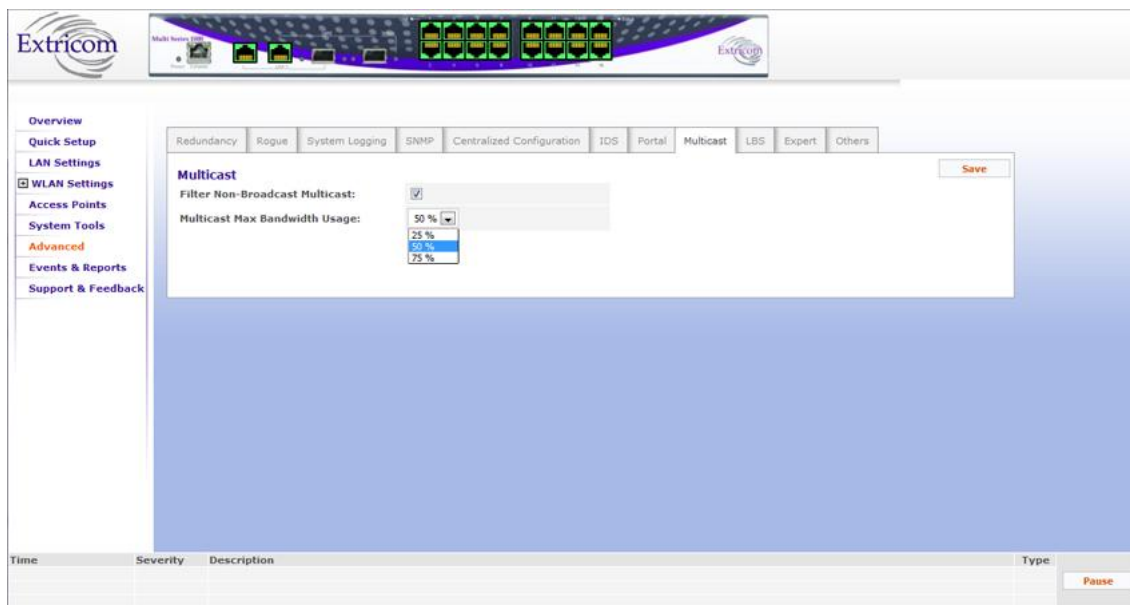 Extricom
Extricom
Overview
Quick Setup
LAN Settings
WLAN Settings
Access Points
System Tools
Advanced
Events & Reports
Support & Feedback
Redundancy Rogue System Logging SNMP Centralized Configuration IDS Portal Multicast LBS Expert Others
Save
Multicast
Filter Non-Broadcast Multicast:
Multicast Max Bandwidth Usage: 50 %
25 %
50 %
75 %
Time Severity Description Type
Pause